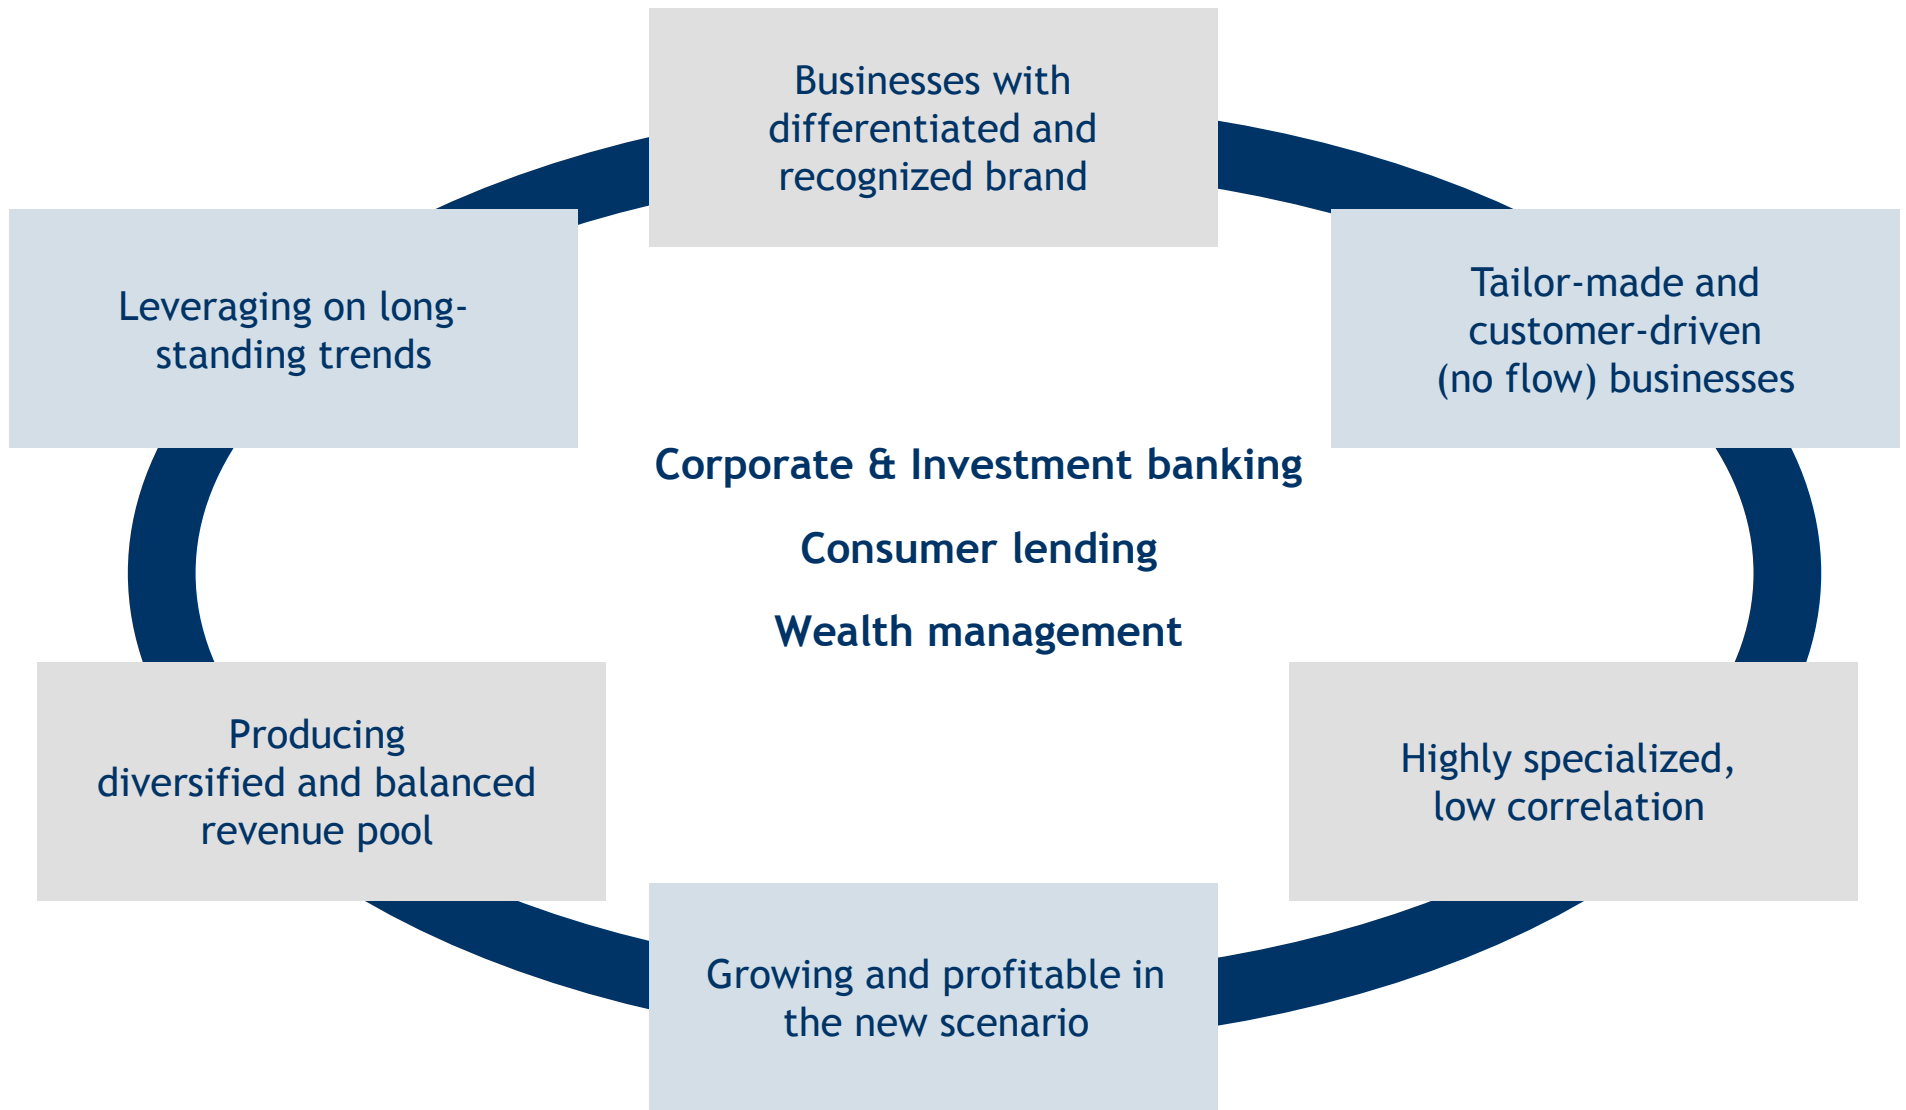 Businesses with
differentiated and
recognized brand
Leveraging on long-
standing trends
Tailor-made and
customer-driven
(no flow) businesses
Corporate & Investment banking
Consumer lending
Wealth management
Producing
diversified and balanced
revenue pool
Highly specialized,
low correlation
Growing and profitable in
the new scenario